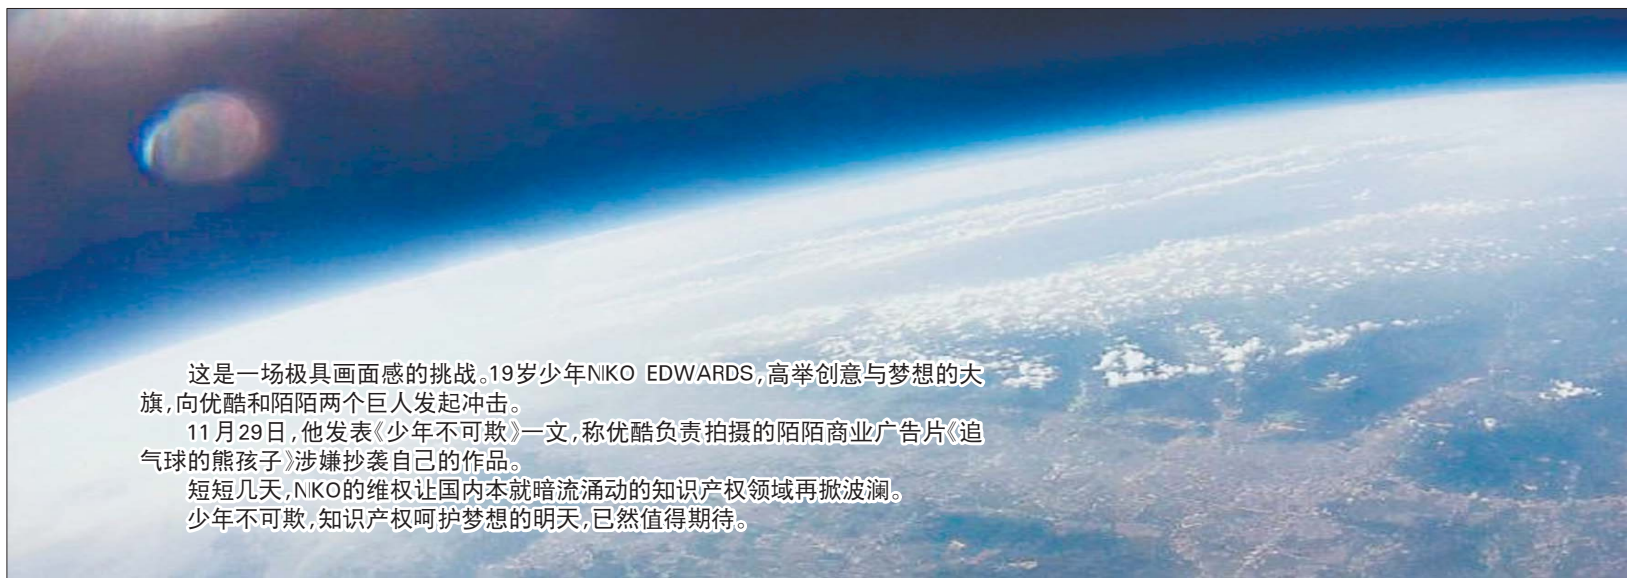 这是一场极具画面感的挑战。19岁少年NIKO EDWARDS,高举创意与梦想的大
旗,向优酷和陌陌两个巨人发起冲击。
11月29日,他发表《少年不可欺》一文,称优酷负责拍摄的陌陌商业广告片《追
气球的熊孩子》涉嫌抄袭自己的作品。
短短几天,NIKO的维权让国内本就暗流涌动的知识产权领域再掀波澜。
少年不可欺,知识产权呵护梦想的明天,已然值得期待。